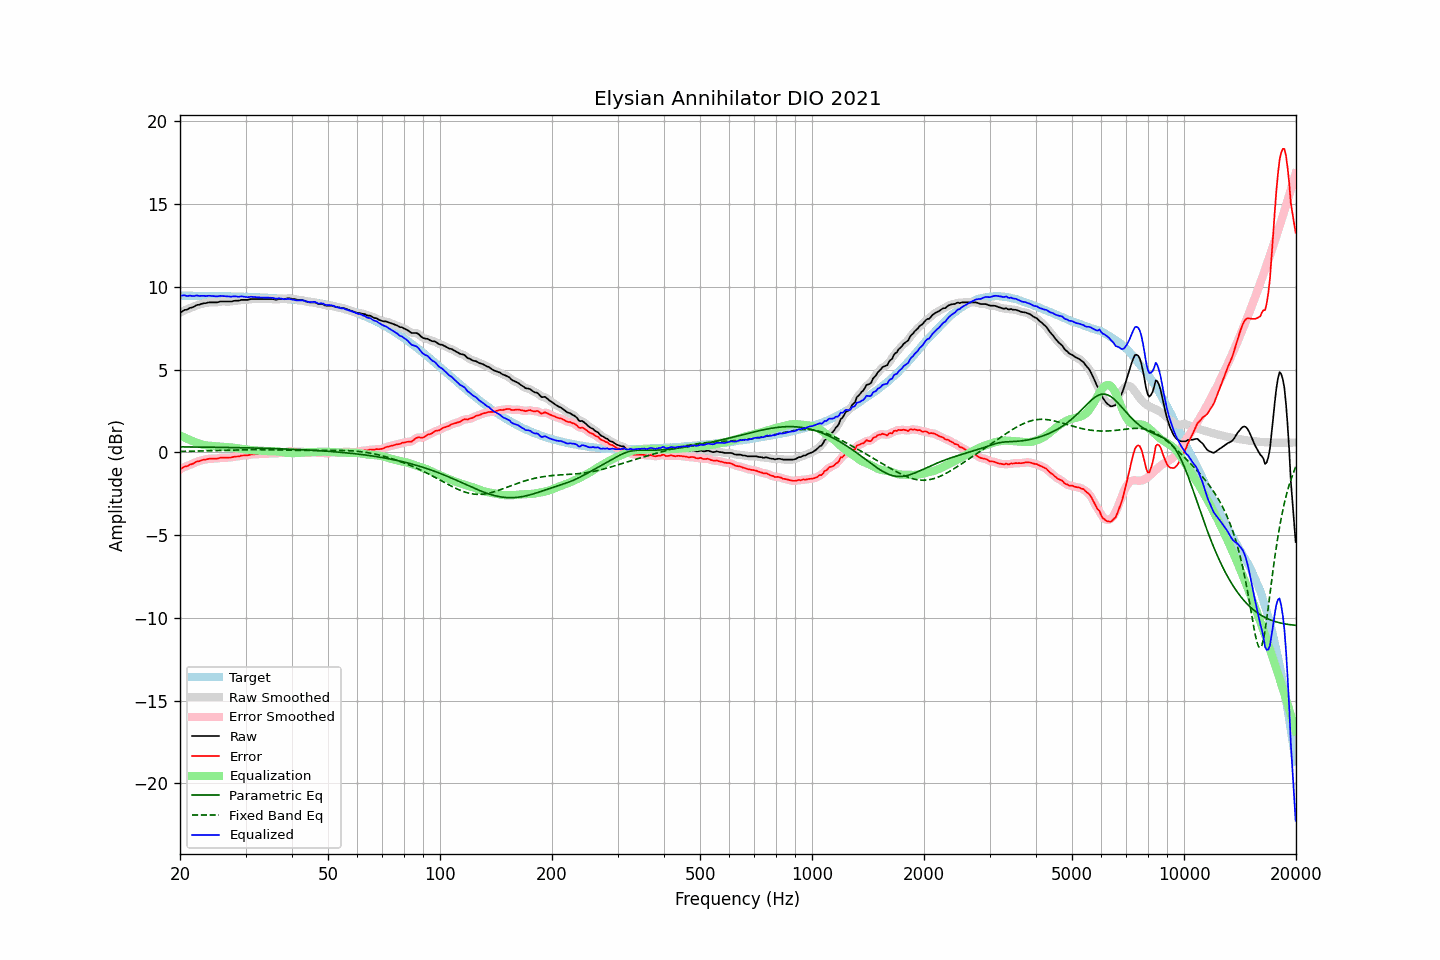 Elysian Annihilator DIO 2021
Amplitude (dBr)
20
15
10
5
0
−5
−10
−15
−20
Target
Raw Smoothed
Error Smoothed
Raw
Error
Equalization
Parametric Eq
Fixed Band Eq
Equalized
20 50 100 200 500 1000 2000 5000 10000 20000
Frequency (Hz)